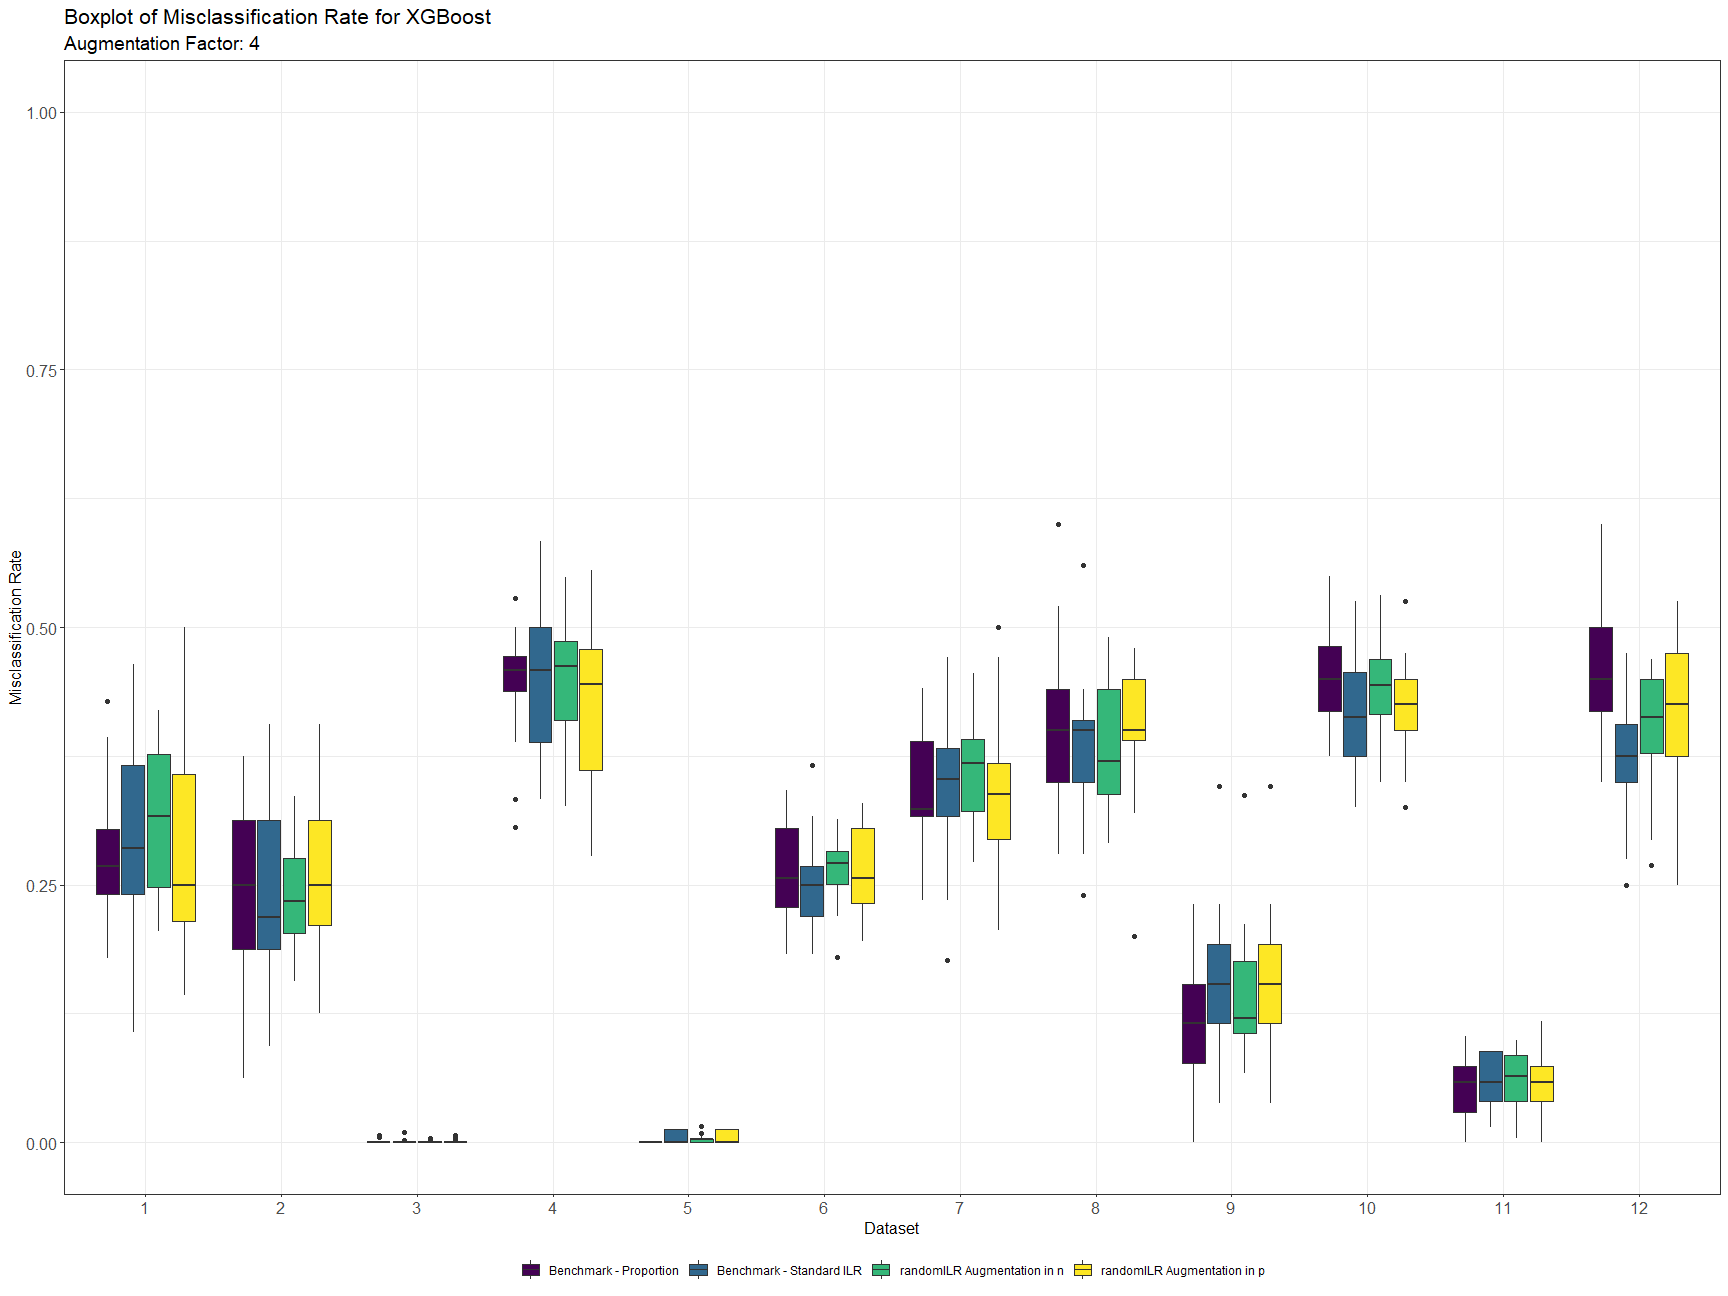 Boxplot of Misclassification Rate for XGBoost
Augmentation Factor: 4
Misclassification Rate
1.00
0.75
0.50
0.25
0.00
1 2 3 4 5 6 7 8 9 10 11 12
Dataset
Benchmark - Proportion Benchmark - Standard ILR randomILR Augmentation in n randomILR Augmentation in p